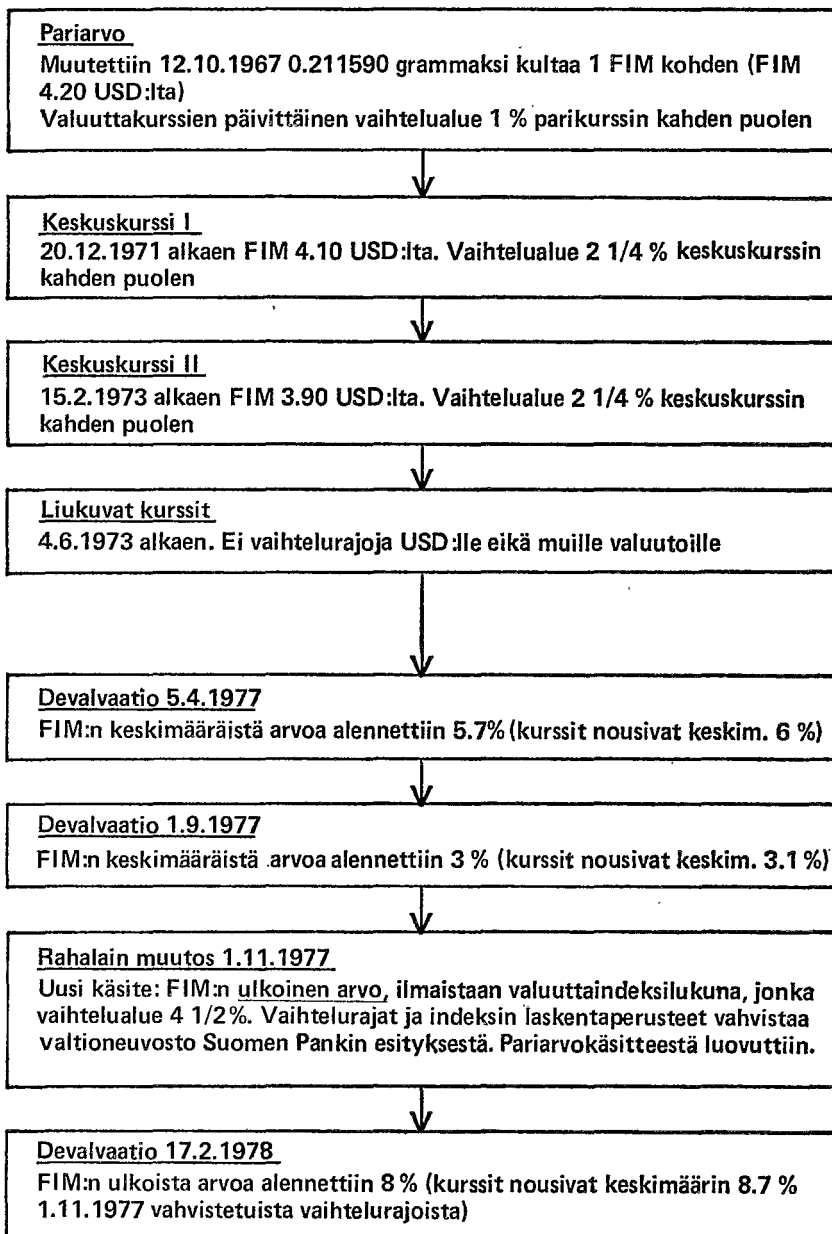 Pariarvo
Muutettiin 12.10.1967 0.211590 grammaksi kultaa 1 FIM kohden (FIM
4.20 USD:lta)
Valuuttakurssien päivittäinen vaihtelualue 1 % parikurssin kahden puolen
Keskuskurssi I
20.12.1971 alkaen FIM 4.10 USD:lta. Vaihtelualue 2 1/4 % keskuskurssin
kahden puolen
Keskuskurssi II
15.2.1973 alkaen FIM 3.90 USD:lta. Vaihtelualue 2 1/4 % keskuskurssin
kahden puolen
Liukuvat kurssit
4.6.1973 alkaen. Ei vaihtelurajoja USD:lle eikä muille valuutoille
Devalvaatio 5.4.1977
FIM:n keskimääräistä arvoa alennettiin 5.7% (kurssit nousivat keskim. 6 %)
Devalvaatio 1.9.1977
FIM:n keskimääräistä arvoa alennettiin 3 % (kurssit nousivat keskim. 3.1 %)
Rahalain muutos 1.11.1977
Uusi käsite: FIM:n ulkoinen arvo, ilmaistaan valuuttaindeksilukuna, jonka
vaihtelualue 4 1/2%. Vaihtelurajat ja indeksin laskentaperusteet vahvistaa
valtioneuvosto Suomen Pankin esityksestä. Pariarvokäsitteestä luovuttiin.
Devalvaatio 17.2.1978
FIM:n ulkoista arvoa alennettiin 8 % (kurssit nousivat keskimäärin 8.7 %
1.11.1977 vahvistetuista vaihtelurajoista)